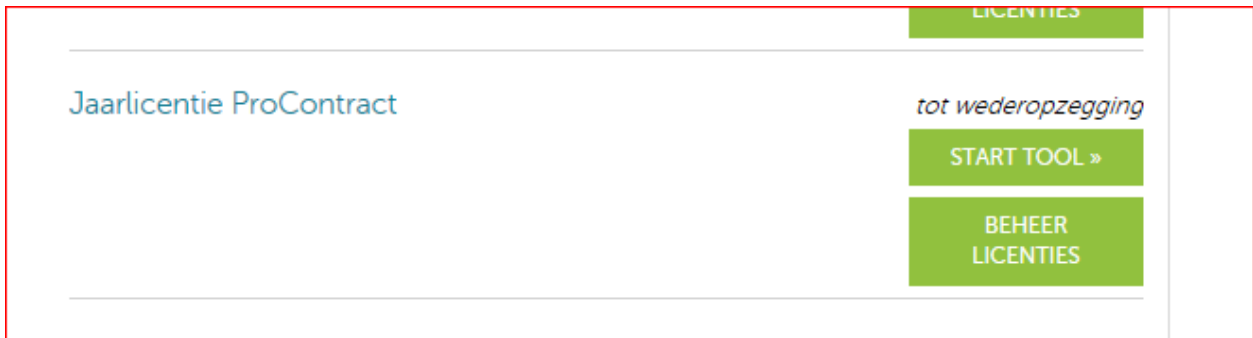 LICENTIES
Jaarlicentie ProContract
tot wederopzegging
START TOOL »
BEHEER
LICENTIES